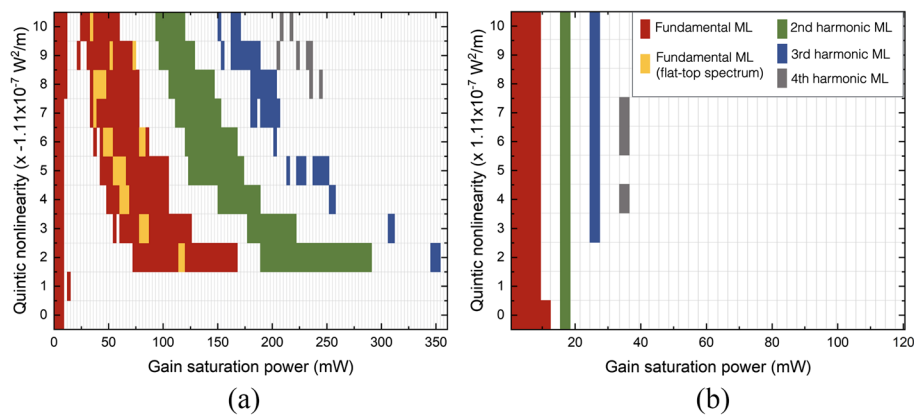 Quintic nonlinearity (x -1.11x10-7 W2/m)
10
9
8
7
6
5
4
3
2
1
0
0 50 100 150 200 250 300 350
Gain saturation power (mW)
(a)
Quintic nonlinearity (x 1.11x10-7 W2/m)
10
9
8
7
6
5
4
3
2
1
0
20 40 60 80 100 120
Gain saturation power (mW)
(b)
Fundamental ML
Fundamental ML
(flat-top spectrum)
2nd harmonic ML
3rd harmonic ML
4th harmonic ML